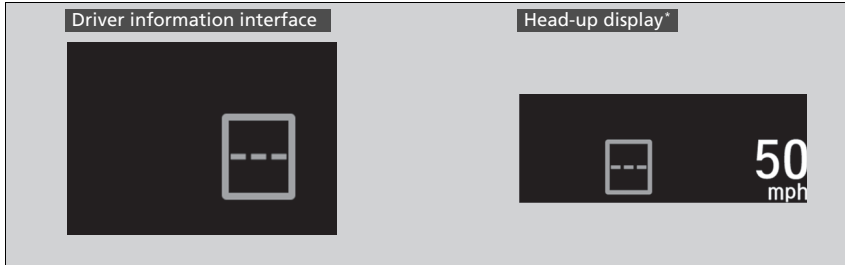 Driver information interface
Head-up display*
---
---
50
mph